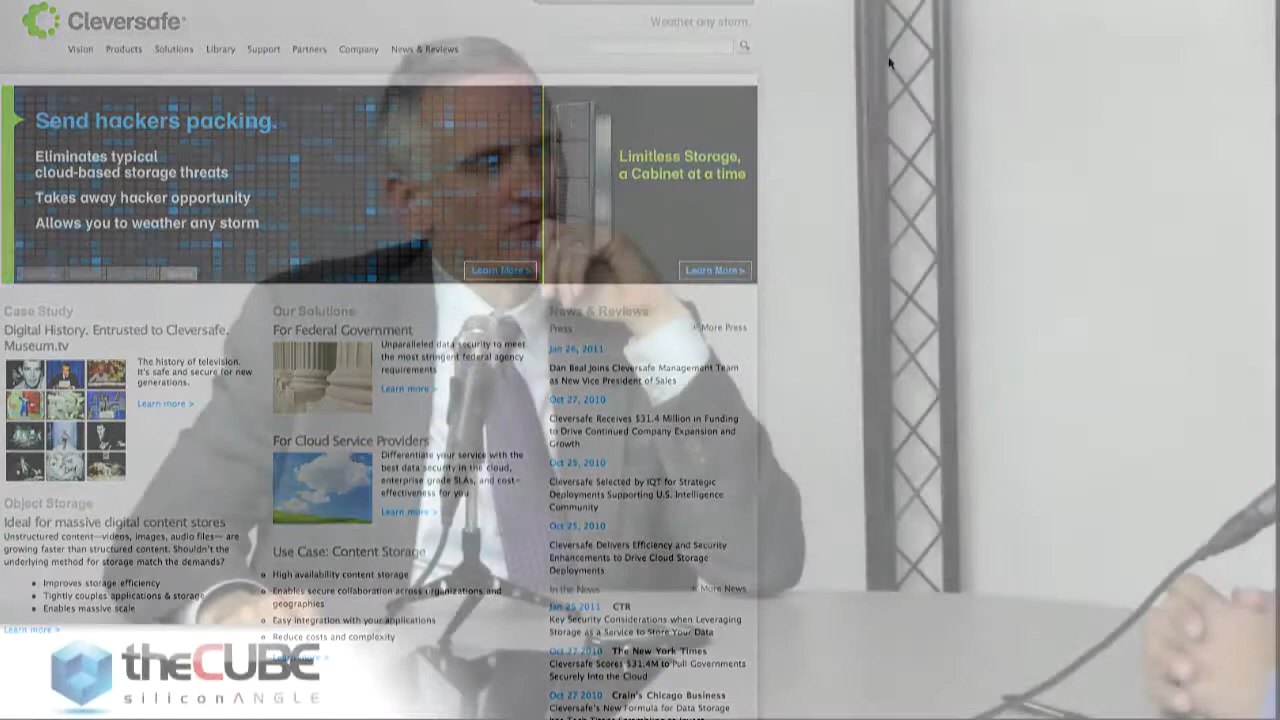 Cleversafe
Weather any storm.
Vision Products Solutions Library Support Partners Company News & Reviews
Send hackers packing.
Eliminates typical
cloud-based storage threats
Takes away hacker opportunity
Allows you to weather any storm
Learn More >
Limitless Storage,
a Cabinet at a time
Learn More >
Case Study
Digital History. Entrusted to Cleversafe.
Museum.tv
The history of television.
It's safe and secure for new
generations.
Learn more >
Object Storage
Ideal for massive digital content stores
Unstructured content—videos, images, audio files— are
growing faster than structured content. Shouldn't the
underlying method for storage match the demands?
Improves storage efficiency
Tightly couples applications & storage
Enables massive scale
Learn more >
Our Solutions
For Federal Government
Unparalleled data security to meet
the most stringent federal agency
requirements
Learn more >
For Cloud Service Providers
Differentiate your service with the
best data security in the cloud,
enterprise grade SLAs, and cost-
effectiveness for you
Learn more >
Use Case: Content Storage
High availability content storage
Enables secure collaboration across organizations and
geographies
Easy integration with your applications
Reduce costs and complexity
Learn more >
News & Reviews
Press
+ More Press
Jan 26, 2011
Dan Beal Joins Cleversafe Management Team
as New Vice President of Sales
Oct 27, 2010
Cleversafe Receives $31.4 Million in Funding
to Drive Continued Company Expansion and
Growth
Oct 25, 2010
Cleversafe Selected by IQT for Strategic
Deployments Supporting U.S. Intelligence
Community
Oct 25, 2010
Cleversafe Delivers Efficiency and Security
Enhancements to Drive Cloud Storage
Deployments
In the News
+ More News
Jan 25 2011 CTR
Key Security Considerations when Leveraging
Storage as a Service to Store Your Data
Oct 27 2010 The New York Times
Cleversafe Scores $31.4M to Pull Governments
Securely Into the Cloud
Oct 27 2010 Crain's Chicago Business
Cleversafe's New Formula for Data Storage
theCUBE
siliconANGLE